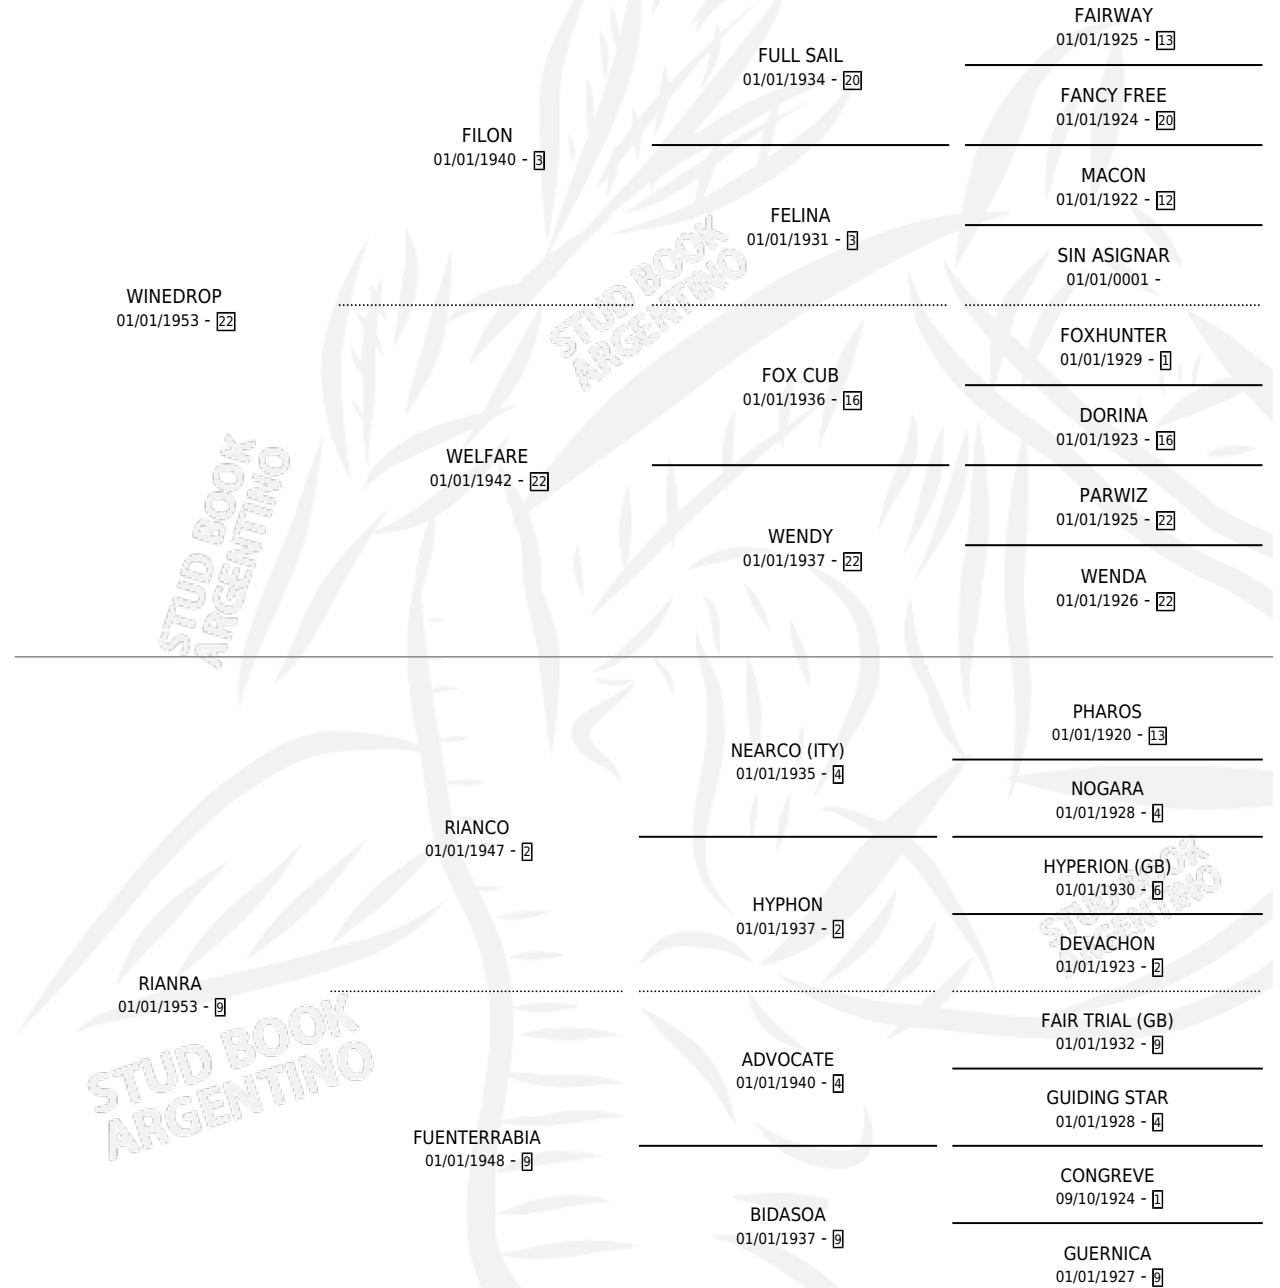 FAIRWAY
01/01/1925 - 13
FULL SAIL
01/01/1934 - 20
FANCY FREE
01/01/1924 - 20
FILON
01/01/1940 - 3
MACON
01/01/1922 - 12
FELINA
01/01/1931 - 3
SIN ASIGNAR
01/01/0001 -
WINEDROP
01/01/1953 - 22
FOXHUNTER
01/01/1929 - 1
FOX CUB
01/01/1936 - 16
DORINA
01/01/1923 - 16
WELFARE
01/01/1942 - 22
PARWIZ
01/01/1925 - 22
WENDY
01/01/1937 - 22
WENDA
01/01/1926 - 22
STUD BOOK
ARGENTINO
STUD BOOK
ARGENTINO
PHAROS
01/01/1920 - 13
NEARCO (ITY)
01/01/1935 - 4
NOGARA
01/01/1928 - 4
RIANCO
01/01/1947 - 2
HYPERION (GB)
01/01/1930 - 6
HYPHON
01/01/1937 - 2
DEVACHON
01/01/1923 - 2
RIANRA
01/01/1953 - 9
FAIR TRIAL (GB)
01/01/1932 - 9
ADVOCATE
01/01/1940 - 4
GUIDING STAR
01/01/1928 - 4
FUENTERRABIA
01/01/1948 - 9
CONGREVE
09/10/1924 - 1
BIDASOA
01/01/1937 - 9
GUERNICA
01/01/1927 - 9
STUD BOOK
ARGENTINO
STUD BOOK
ARGENTINO